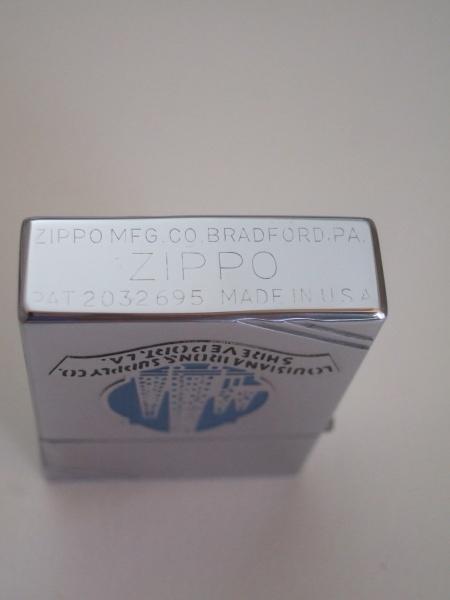 ZIPPO MFG. CO. BRADFORD. PA.
ZIPPO
PAT 2032695 MADE IN U.S.A
LOUISIANA IRON & SUPPLY CO.
SHREVEPORT, LA.